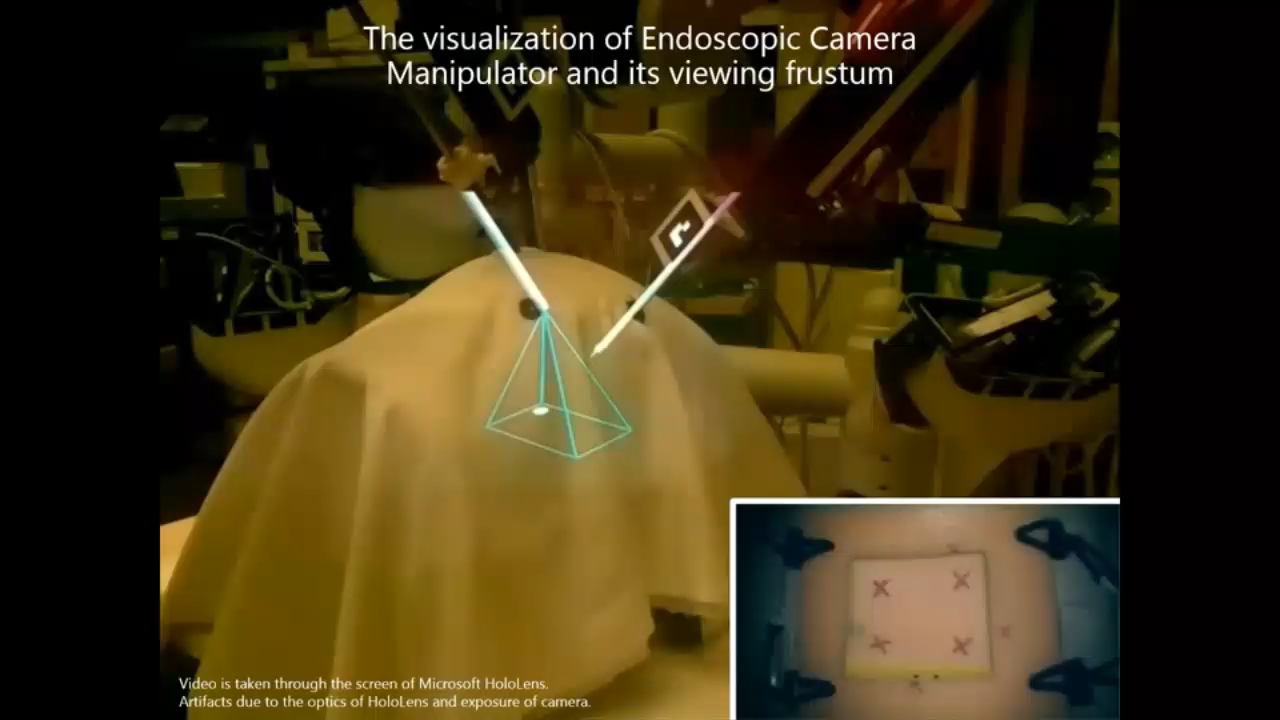 The visualization of Endoscopic Camera
Manipulator and its viewing frustum
Video is taken through the screen of Microsoft HoloLens.
Artifacts due to the optics of HoloLens and exposure of camera.